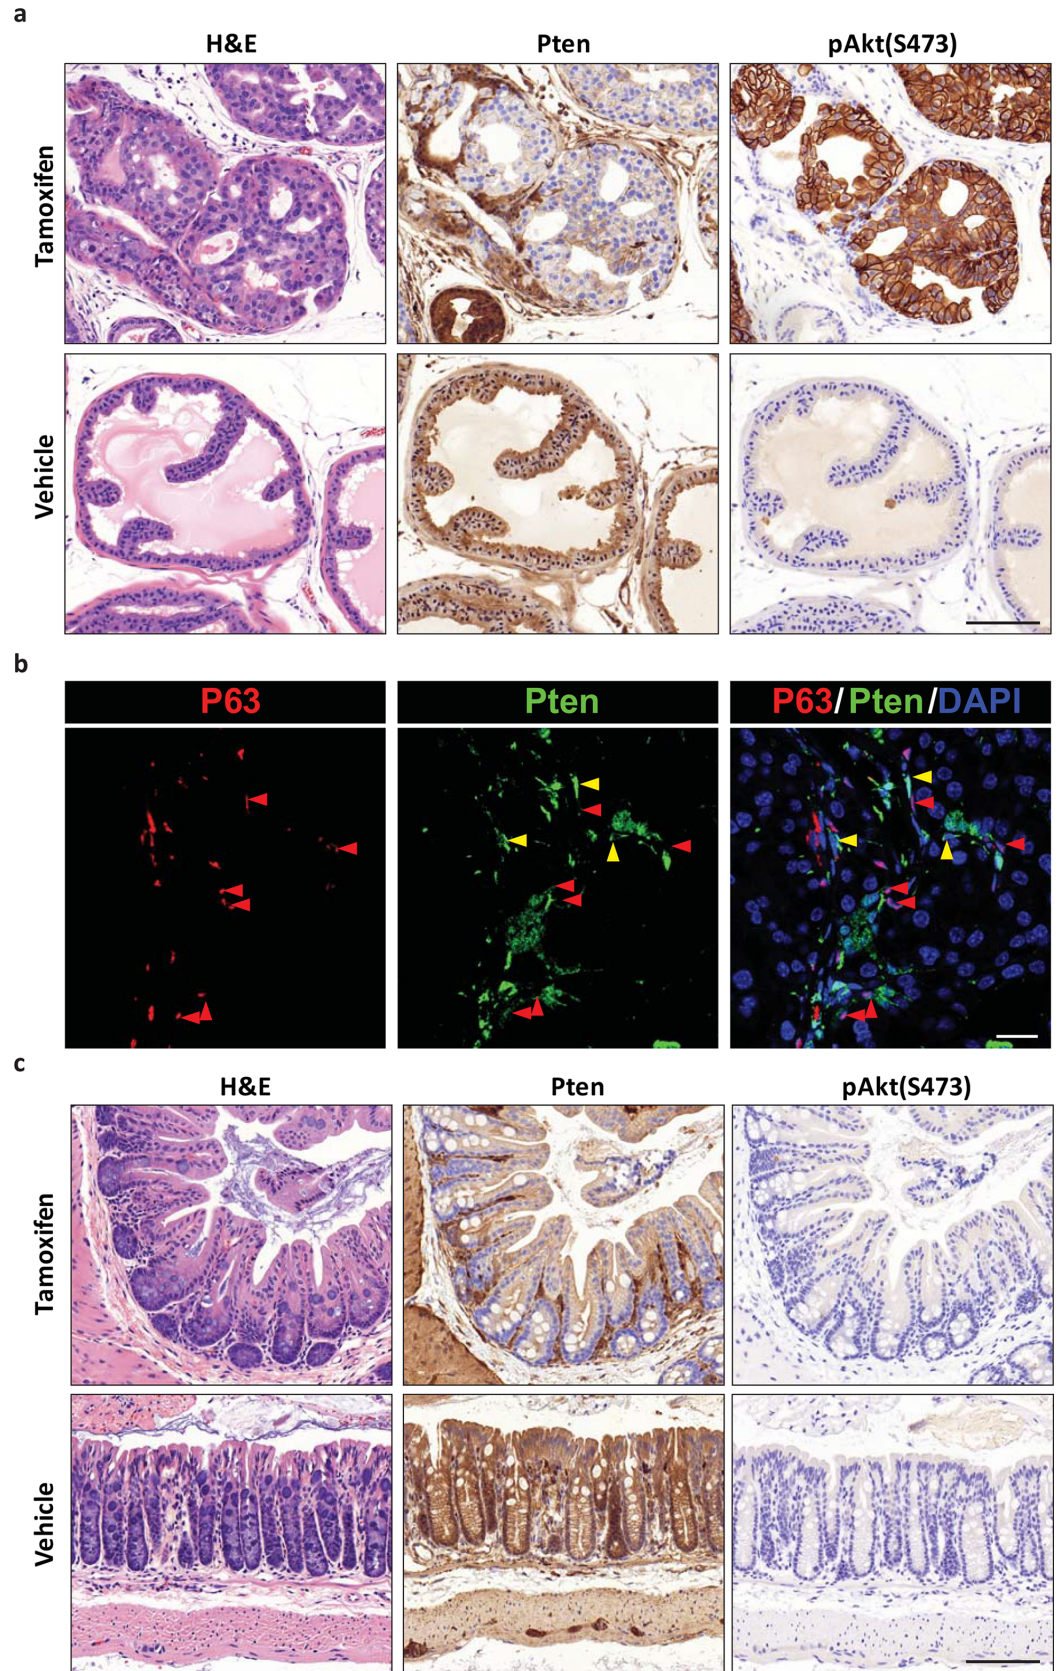 a
H&E
Pten
pAkt(S473)
Tamoxifen
Vehicle
b
P63
Pten
P63/Pten/DAPI
c
H&E
Pten
pAkt(S473)
Tamoxifen
Vehicle